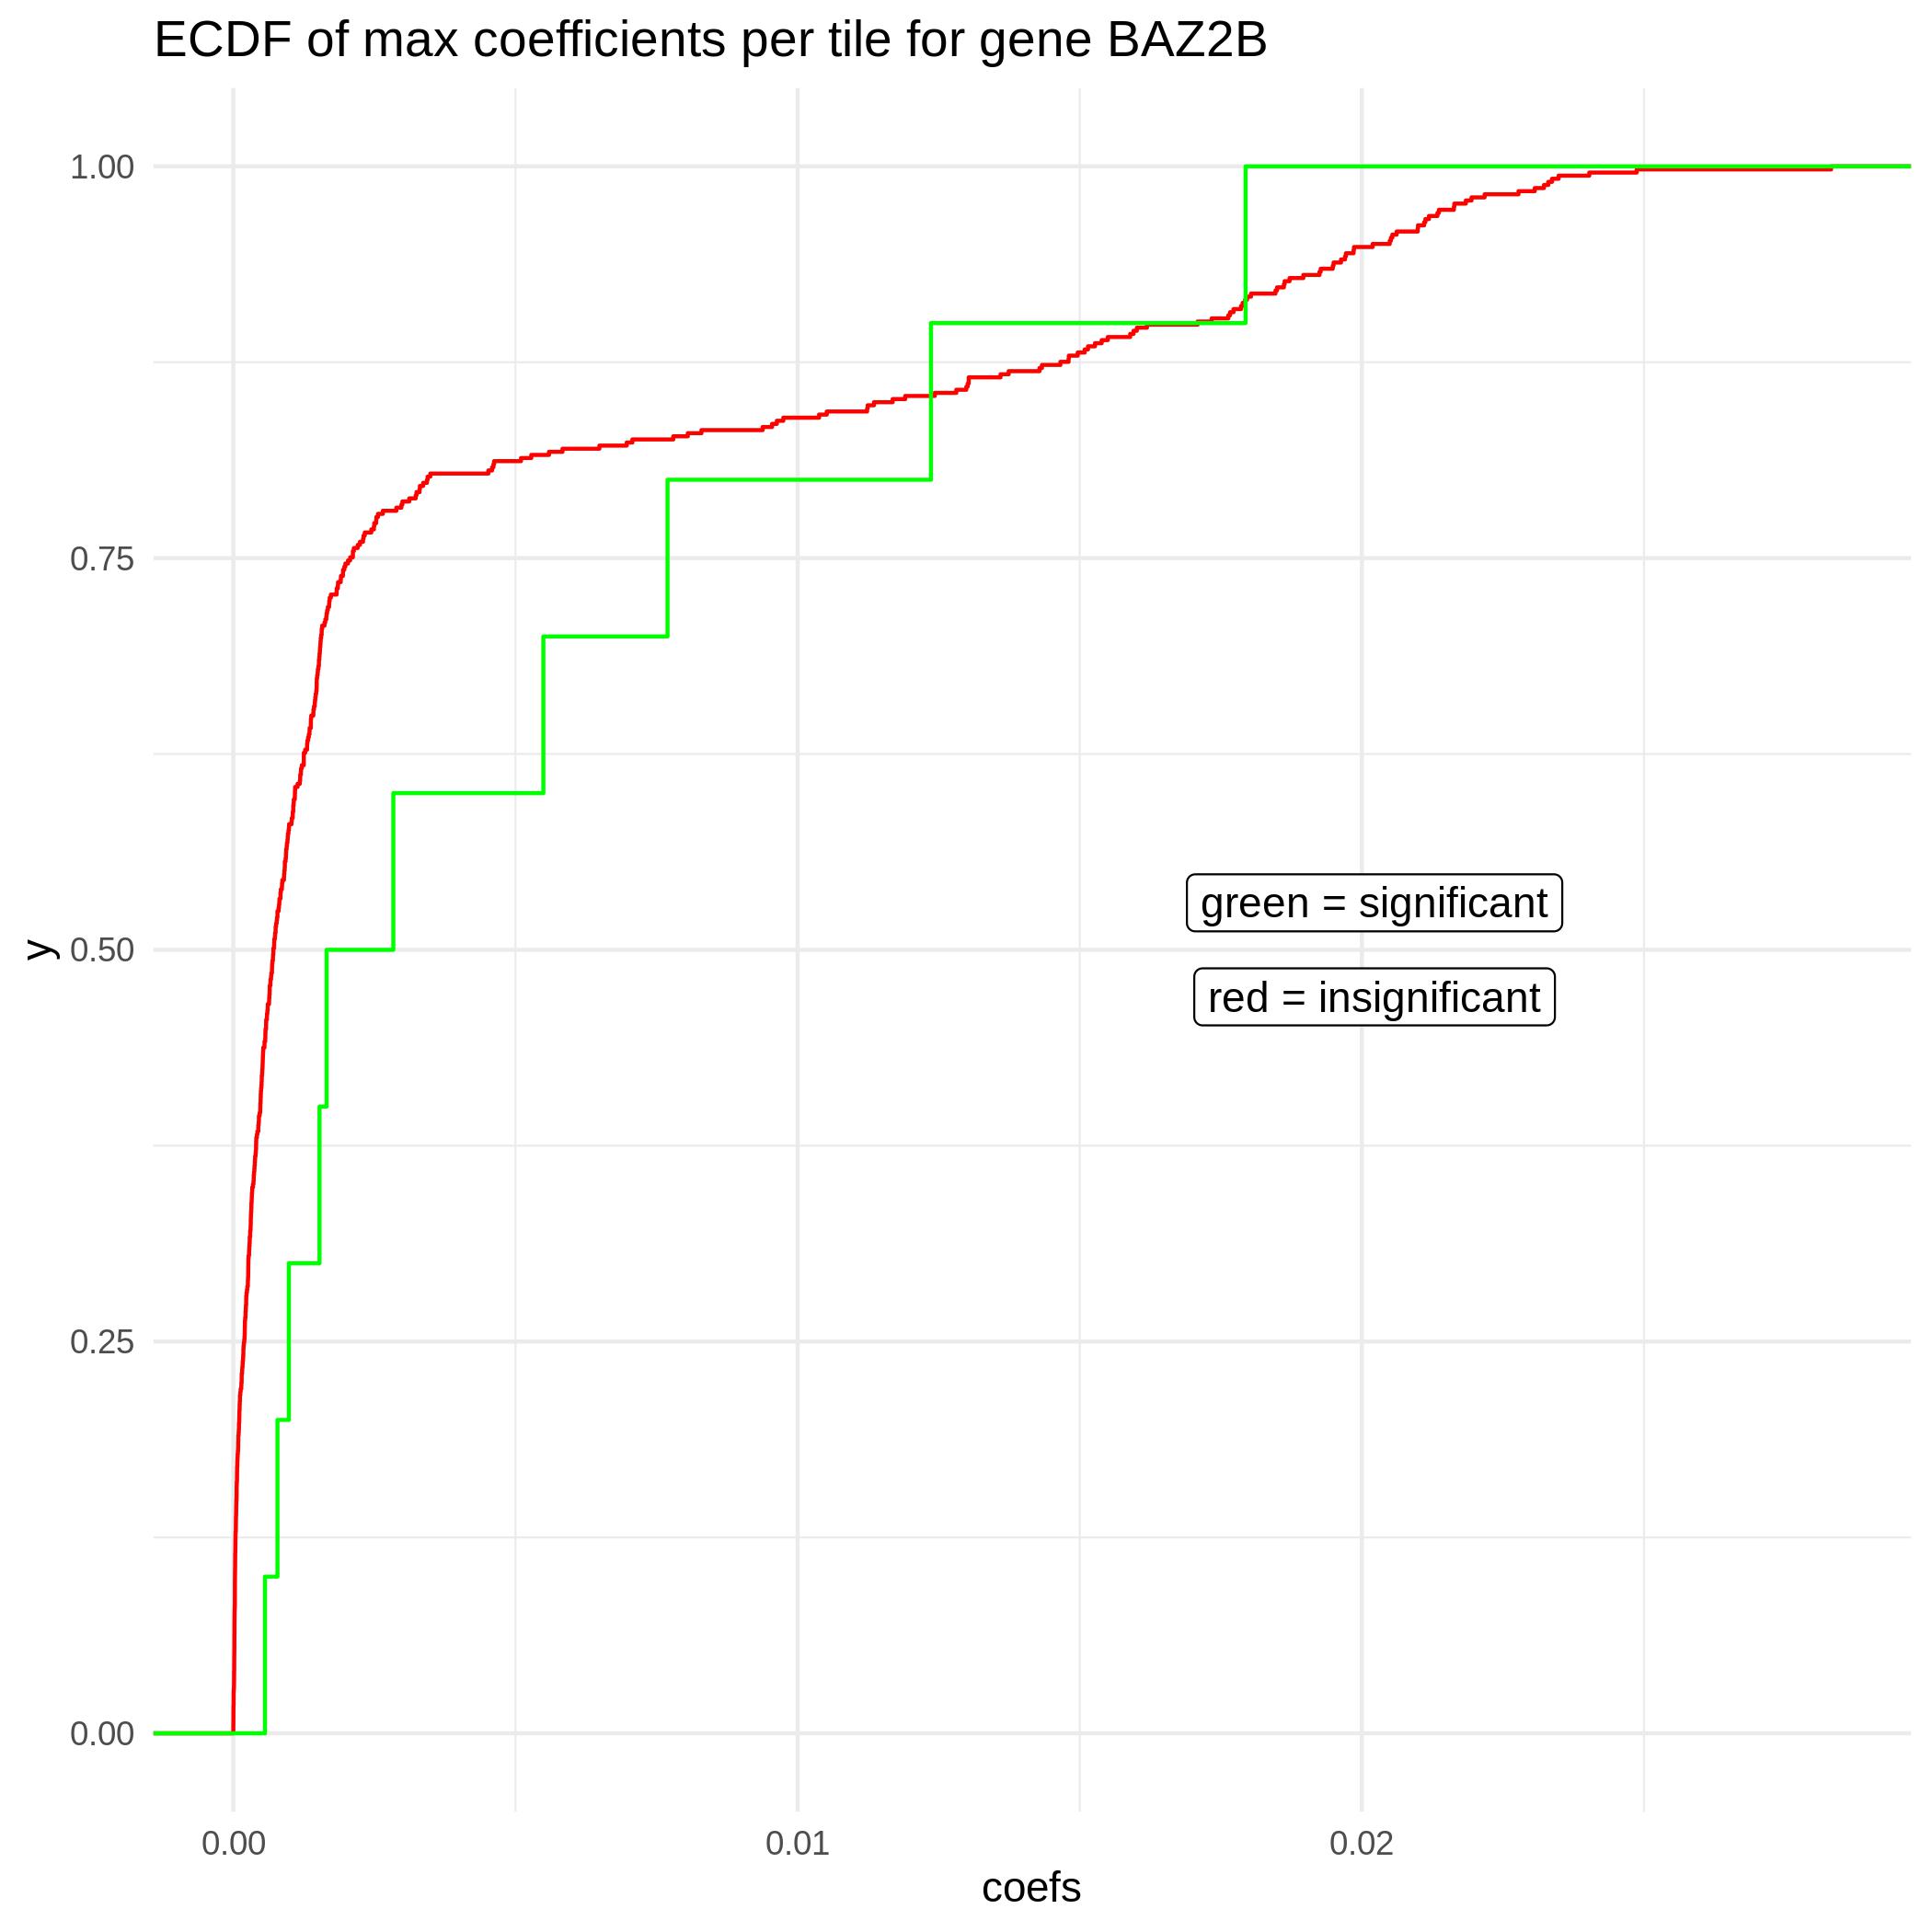 ECDF of max coefficients per tile for gene BAZ2B
1.00
0.75
0.50
0.25
0.00
y
green = significant
red = insignificant
0.00 0.01 0.02
coefs